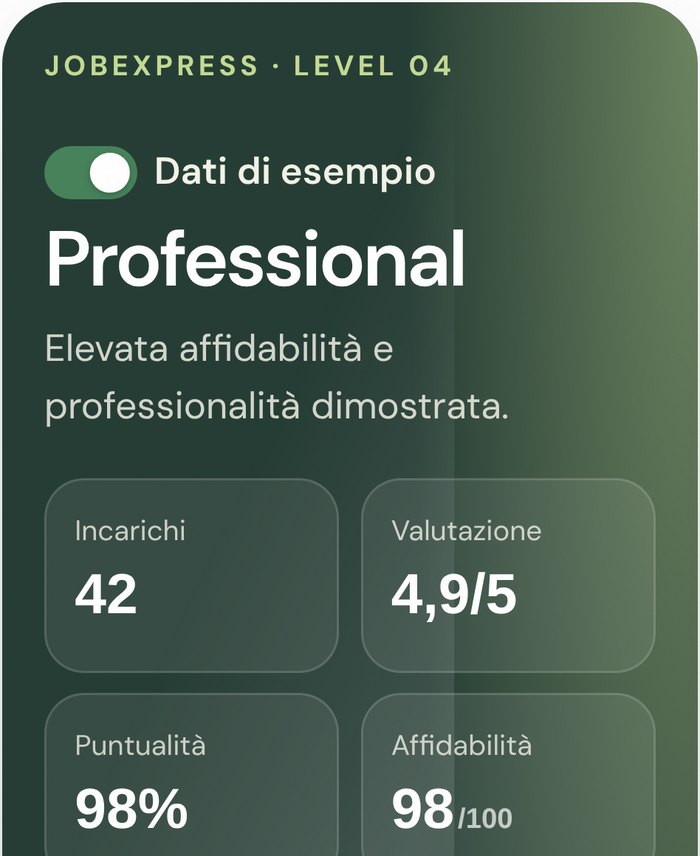 JOBEXPRESS · LEVEL 04
Dati di esempio
Professional
Elevata affidabilità e
professionalità dimostrata.
Incarichi
42
Valutazione
4,9/5
Puntualità
98%
Affidabilità
98/100